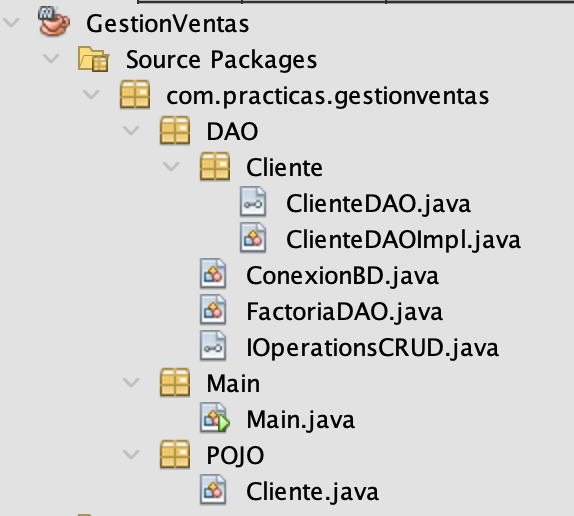 GestionVentas
Source Packages
com.practicas.gestionventas
DAO
Cliente
ClienteDAO.java
ClienteDAOImpl.java
ConexionBD.java
FactoriaDAO.java
IOperationsCRUD.java
Main
Main.java
POJO
Cliente.java